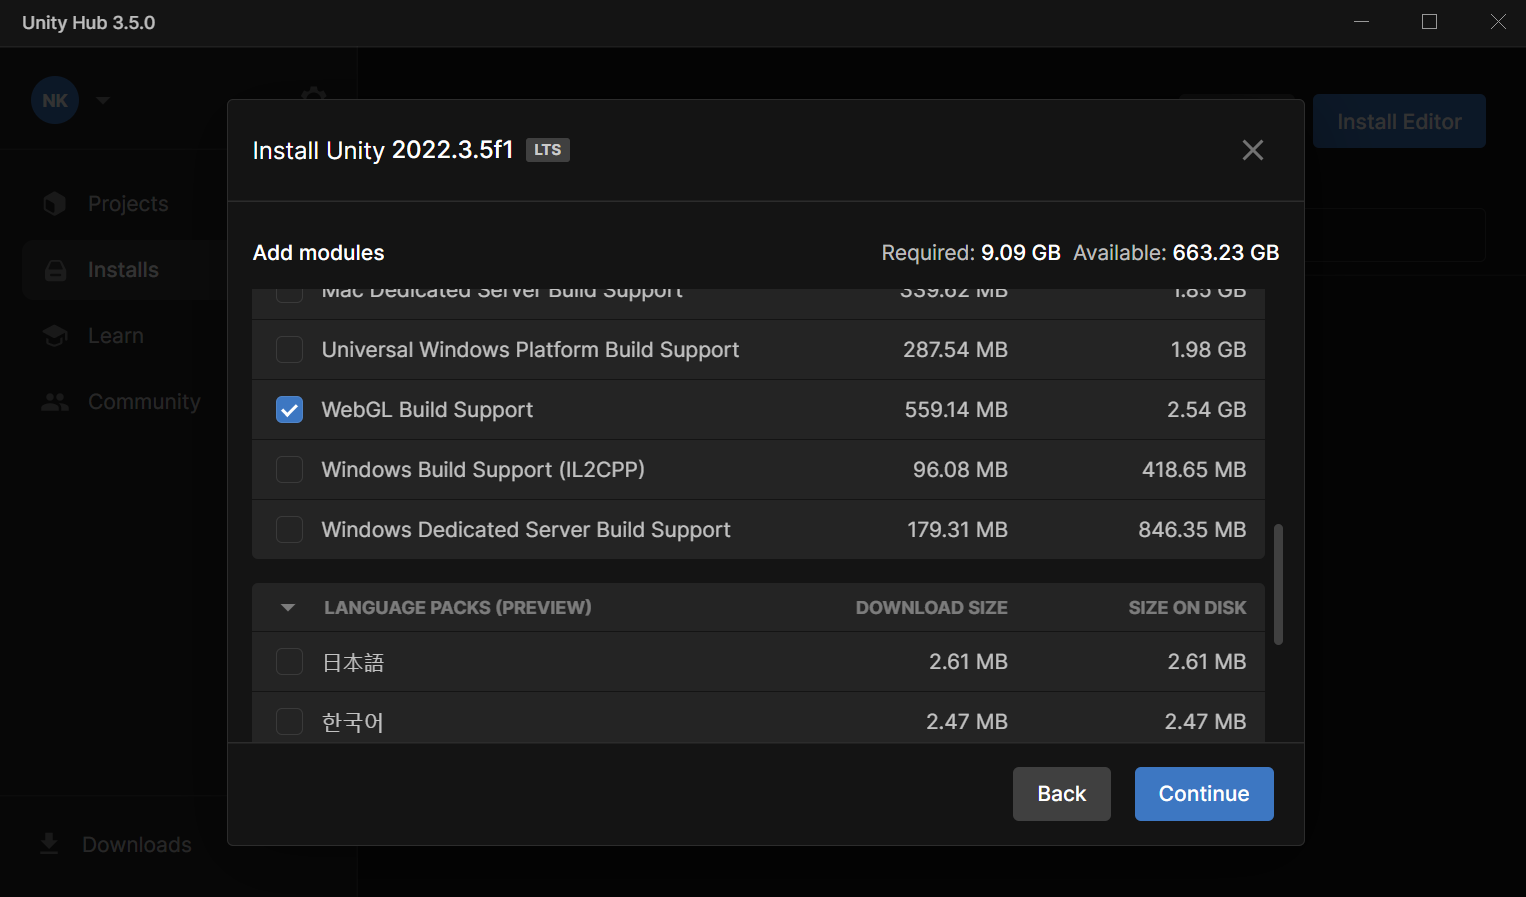 Unity Hub 3.5.0
NK
Install Editor
Install Unity 2022.3.5f1 LTS
Projects
Installs
Learn
Community
Downloads
Add modules Required: 9.09 GB Available: 663.23 GB
Mac Dedicated Server Build Support 339.62 MB 1.85 GB
Universal Windows Platform Build Support 287.54 MB 1.98 GB
WebGL Build Support 559.14 MB 2.54 GB
Windows Build Support (IL2CPP) 96.08 MB 418.65 MB
Windows Dedicated Server Build Support 179.31 MB 846.35 MB
LANGUAGE PACKS (PREVIEW) DOWNLOAD SIZE SIZE ON DISK
日本語 2.61 MB 2.61 MB
한국어 2.47 MB 2.47 MB
Back Continue